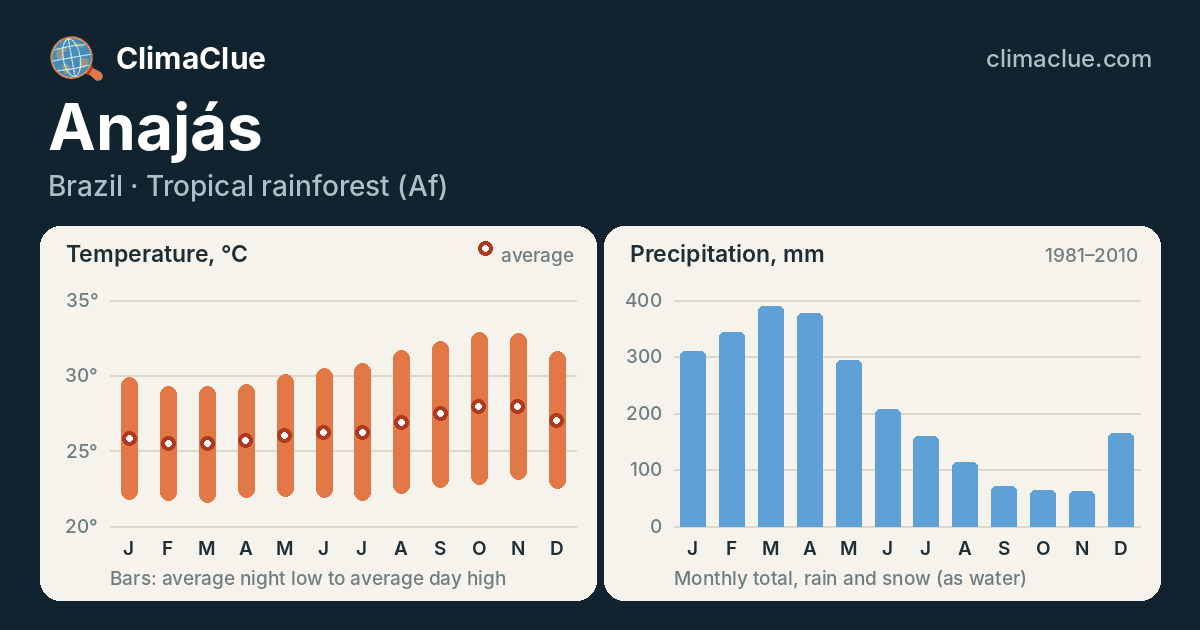 ClimaClue
climaclue.com
Anajás
Brazil · Tropical rainforest (Af)
Temperature, °C
average
35°
30°
25°
20°
J F M A M J J A S O N D
Bars: average night low to average day high
Precipitation, mm
1981–2010
400
300
200
100
0
J F M A M J J A S O N D
Monthly total, rain and snow (as water)